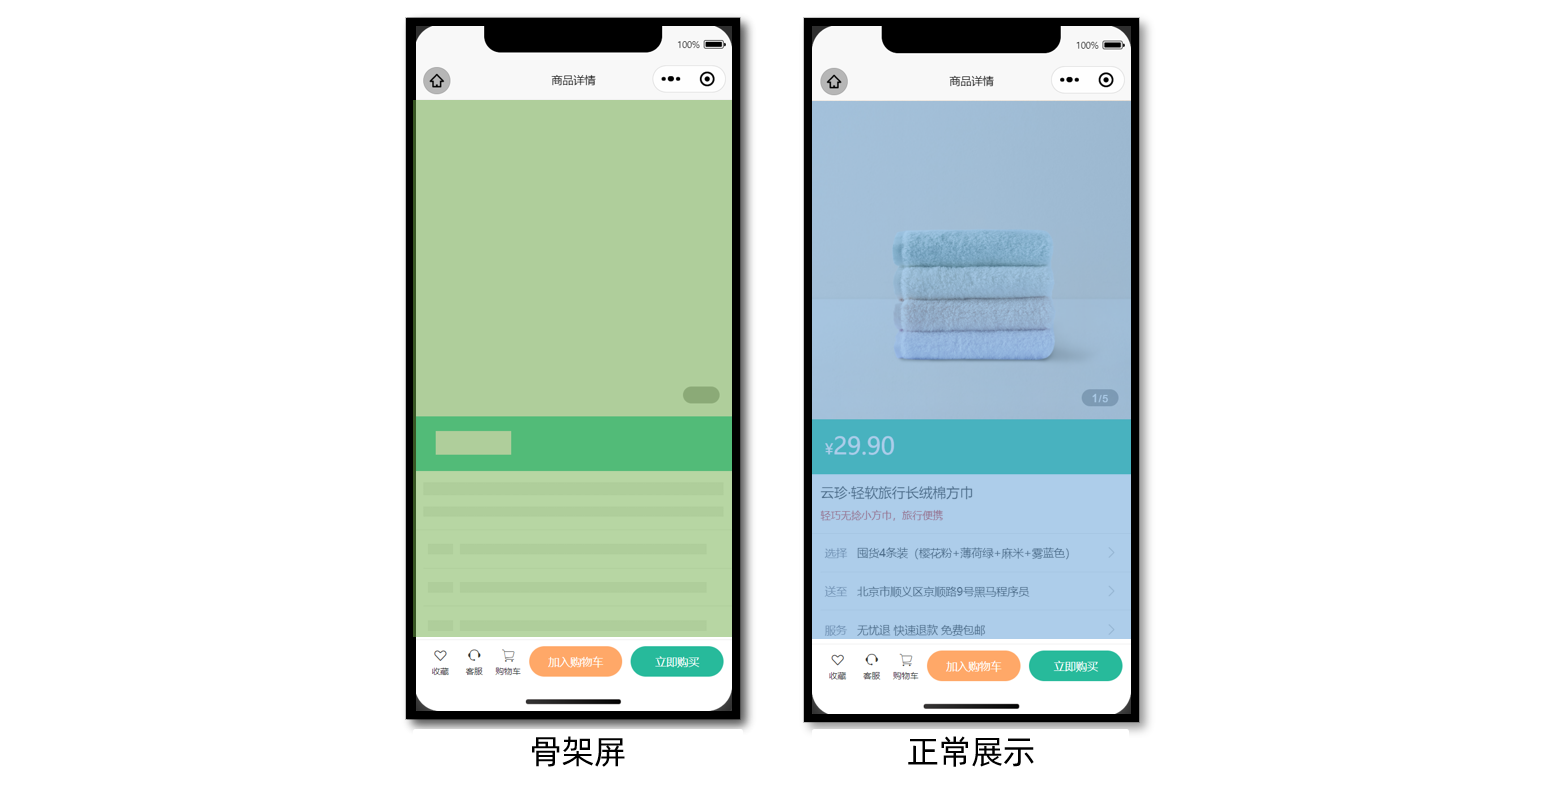 100%
商品详情
收藏
客服
购物车
加入购物车
立即购买
骨架屏
100%
商品详情
1/5
¥29.90
云珍·轻软旅行长绒棉方巾
轻巧无捻小方巾，旅行便携
选择 囤货4条装（樱花粉+薄荷绿+麻米+雾蓝色）
送至 北京市顺义区京顺路9号黑马程序员
服务 无忧退 快速退款 免费包邮
收藏
客服
购物车
加入购物车
立即购买
正常展示